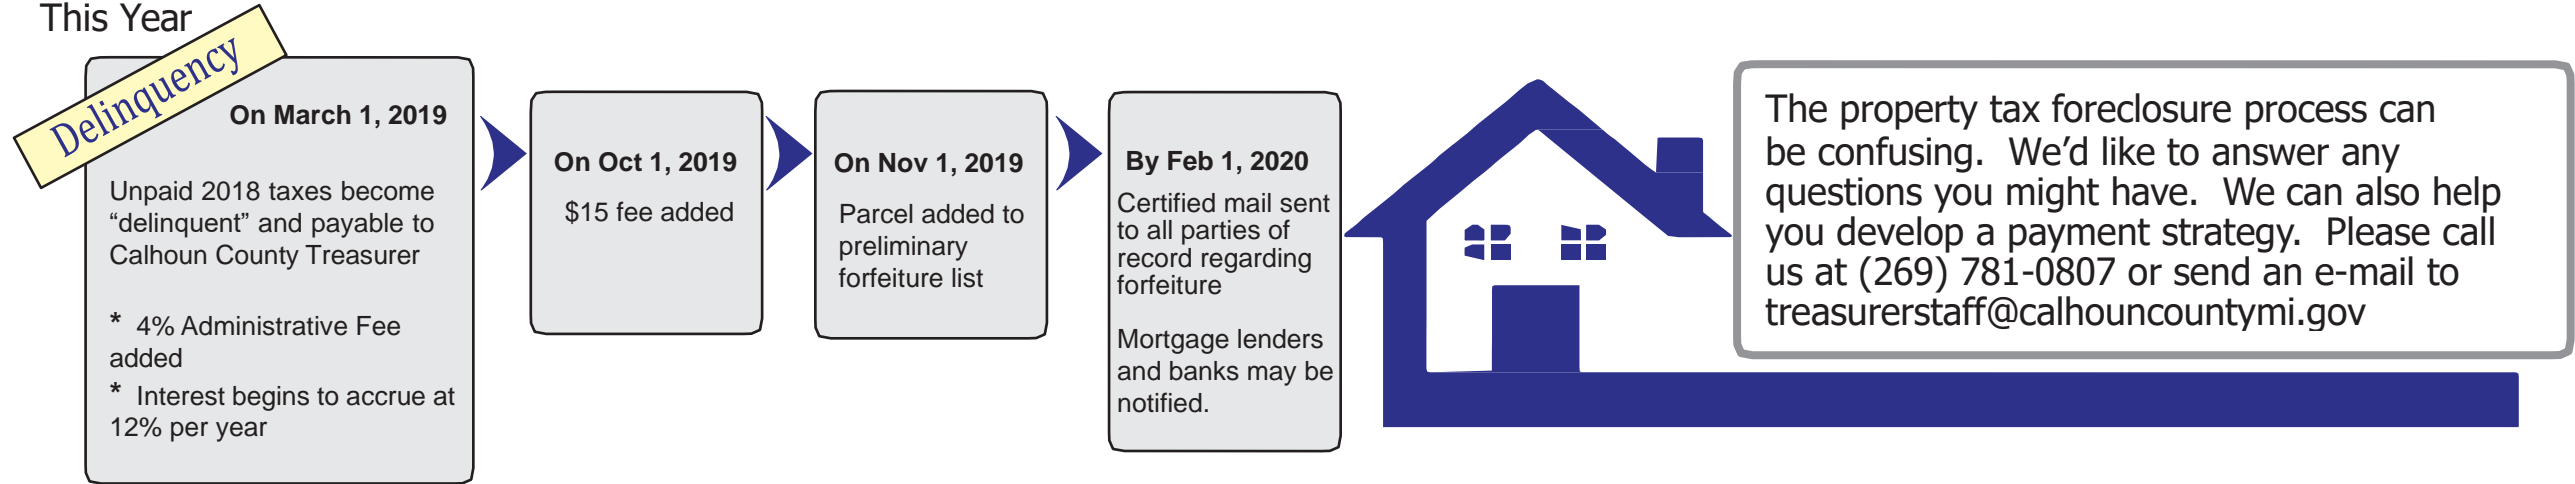 This Year
Delinquency
On March 1, 2019
Unpaid 2018 taxes become
“delinquent” and payable to
Calhoun County Treasurer
* 4% Administrative Fee
added
* Interest begins to accrue at
12% per year
On Oct 1, 2019
$15 fee added
On Nov 1, 2019
Parcel added to
preliminary
forfeiture list
By Feb 1, 2020
Certified mail sent
to all parties of
record regarding
forfeiture
Mortgage lenders
and banks may be
notified.
The property tax foreclosure process can
be confusing. We’d like to answer any
questions you might have. We can also help
you develop a payment strategy. Please call
us at (269) 781-0807 or send an e-mail to
treasurerstaff@calhouncountymi.gov